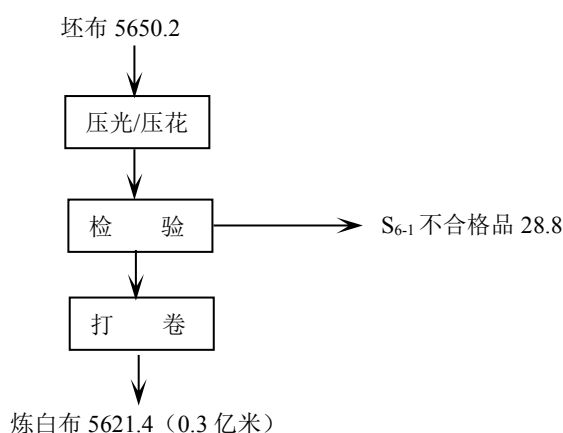 坯布 5650.2
压光/压花
检 验
S6-1 不合格品 28.8
打 卷
炼白布 5621.4（0.3 亿米）